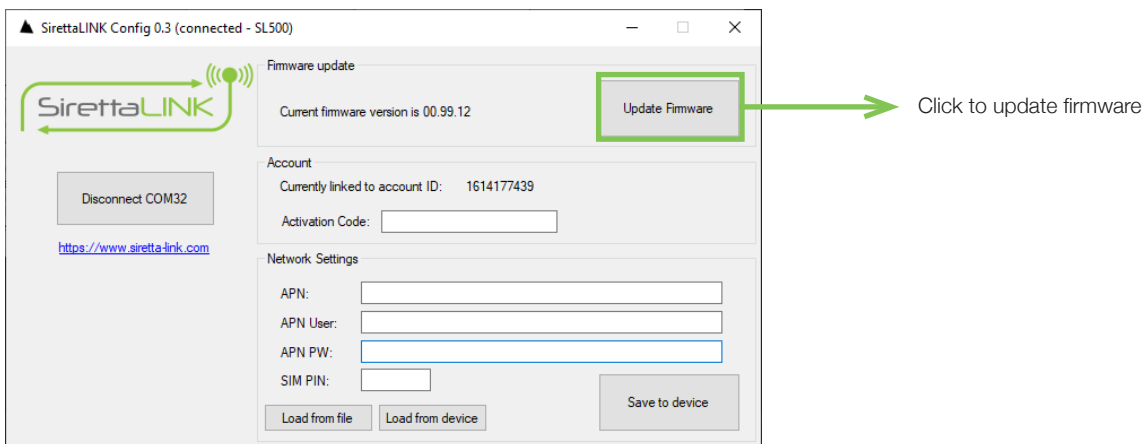 SirettaLINK Config 0.3 (connected - SL500)
SirettaLINK
Disconnect COM32
https://www.siretta-link.com
Firmware update
Current firmware version is 00.99.12
Update Firmware
Click to update firmware
Account
Currently linked to account ID: 1614177439
Activation Code:
Network Settings
APN:
APN User:
APN PW:
SIM PIN:
Load from file
Load from device
Save to device